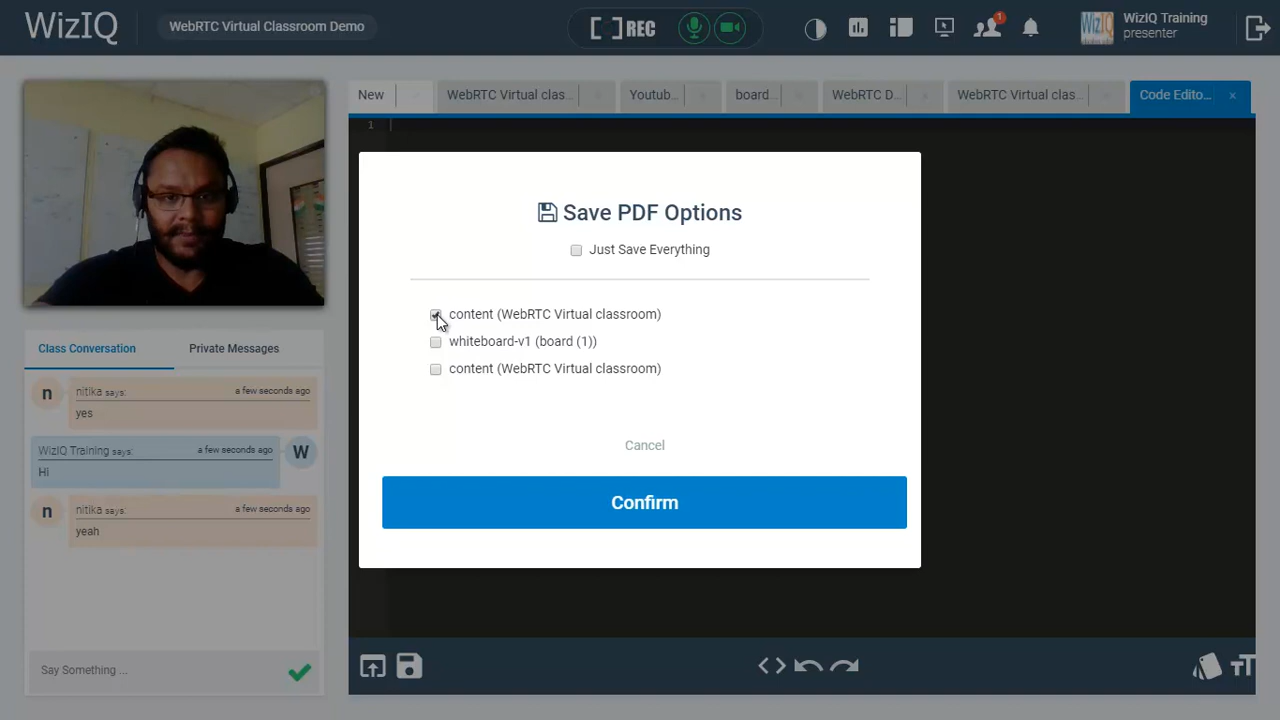 WizIQ
WebRTC Virtual Classroom Demo
REC
1
WizIQ Training
presenter
New
WebRTC Virtual clas...
Youtub...
board...
WebRTC D...
WebRTC Virtual clas...
Code Edito...
×
1
Save PDF Options
Just Save Everything
content (WebRTC Virtual classroom)
whiteboard-v1 (board (1))
content (WebRTC Virtual classroom)
Cancel
Confirm
Class Conversation
Private Messages
n
nitika says:
a few seconds ago
yes
WizIQ Training says:
a few seconds ago
W
Hi
n
nitika says:
a few seconds ago
yeah
Say Something ...